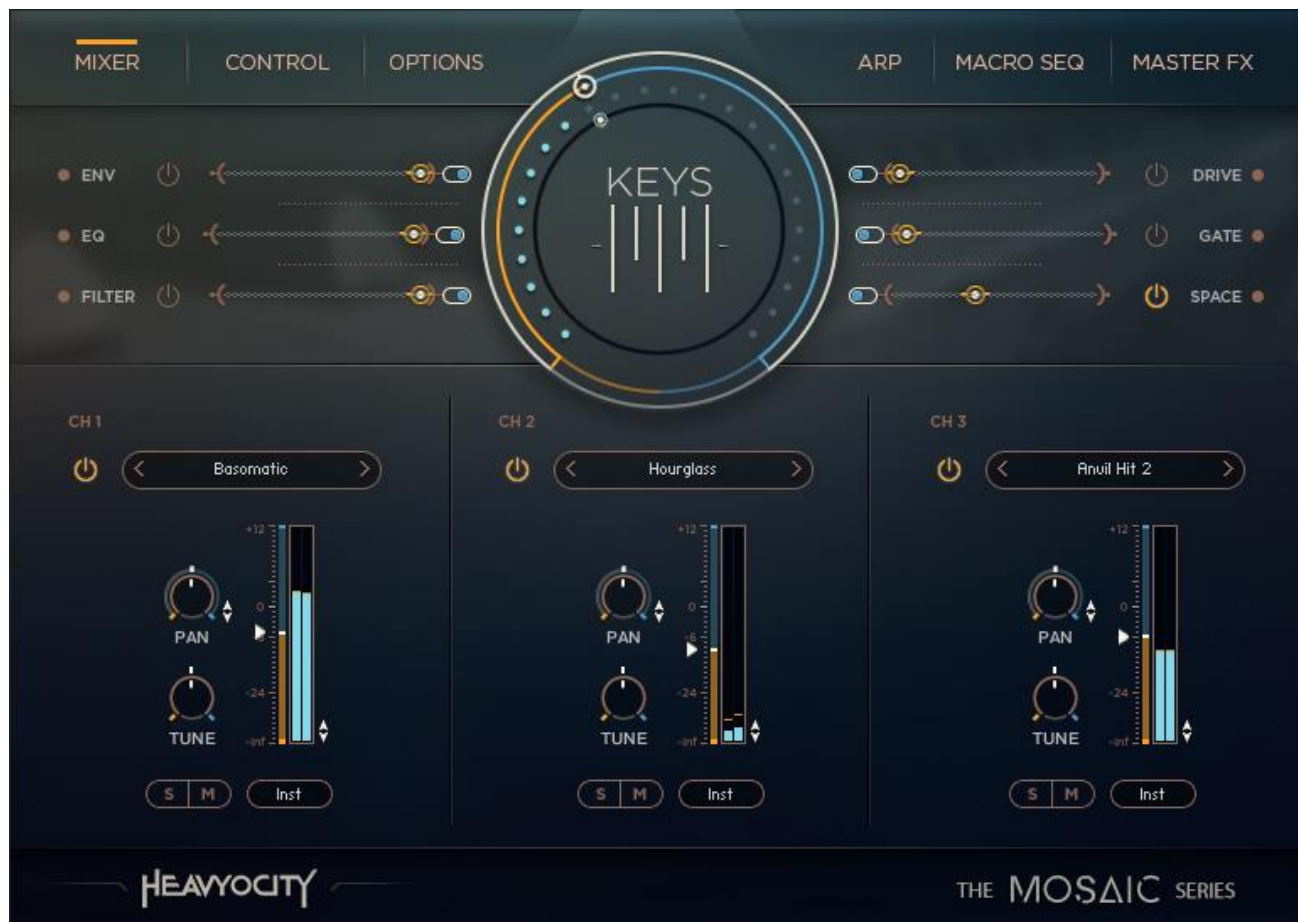 MIXER CONTROL OPTIONS ARP MACRO SEQ MASTER FX
KEYS
ENV DRIVE
EQ GATE
FILTER SPACE
CH 1 CH 2 CH 3
Basomatic Hourglass Anvil Hit 2
+12 +12 +12
0 0 0
PAN -6 PAN -6 PAN
-24 -24 -24
TUNE -inf TUNE -inf TUNE -inf
S M Inst S M Inst S M Inst
HEAVYOCITY THE MOSAIC SERIES